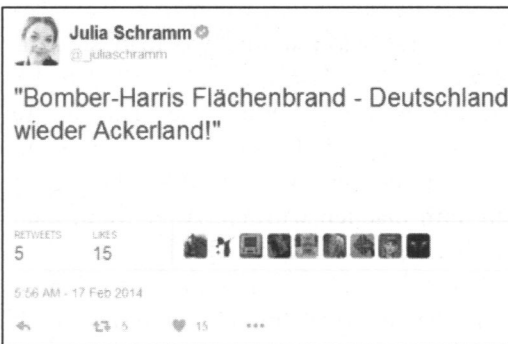 Julia Schramm
@_juliaschramm
"Bomber-Harris Flächenbrand - Deutschland
wieder Ackerland!"
RETWEETS LIKES
5 15
5:56 AM - 17 Feb 2014
5 15